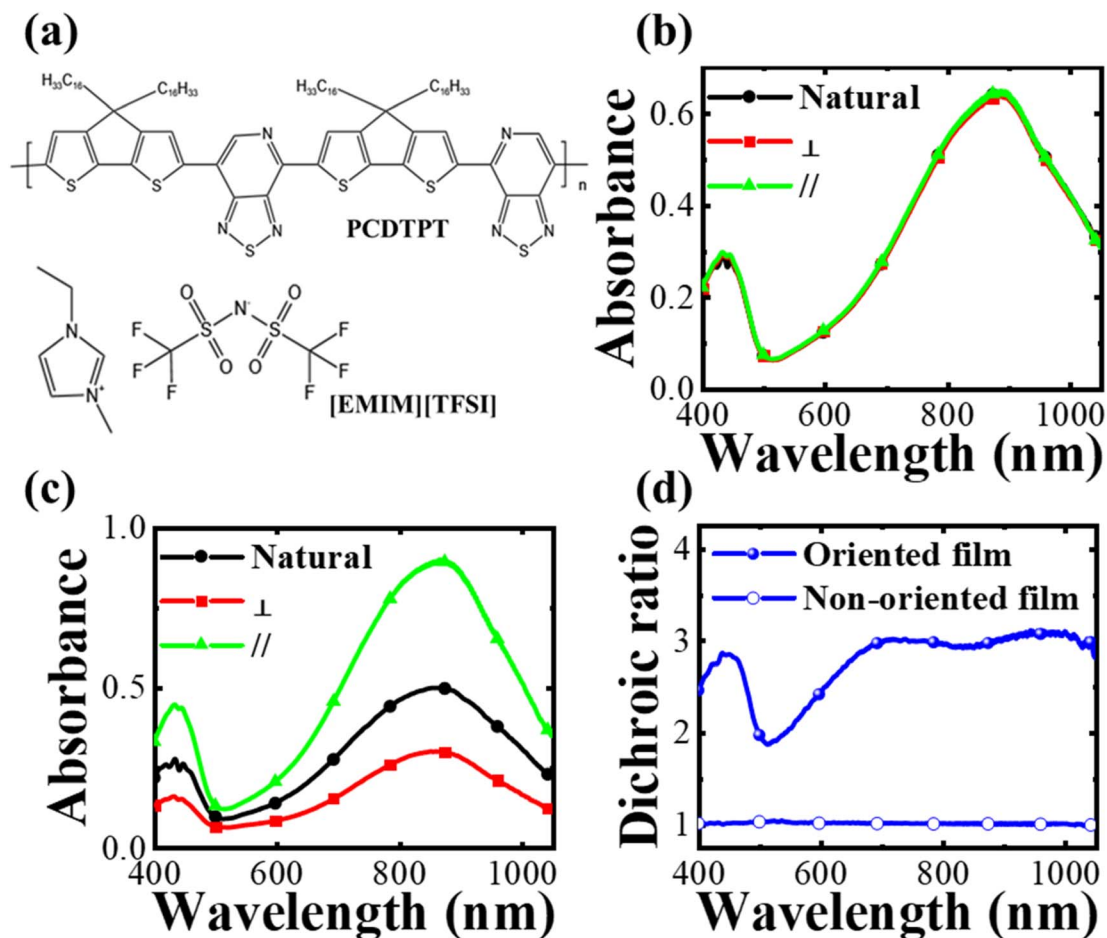 (a)
H₃₃C₁₆ C₁₆H₃₃ H₃₃C₁₆ C₁₆H₃₃
N N
S S S S n
N N PCDTPT N N
S S
N
N⁺
O N⁻ O
S S
F O O F
F F
F F
[EMIM][TFSI]
(b)
Absorbance
0.6
0.4
0.2
0.0
Natural
⊥
//
400 600 800 1000
Wavelength (nm)
(c)
Absorbance
1.0
0.5
0.0
Natural
⊥
//
400 600 800 1000
Wavelength (nm)
(d)
Dichroic ratio
4
3
2
1
Oriented film
Non-oriented film
400 600 800 1000
Wavelength (nm)